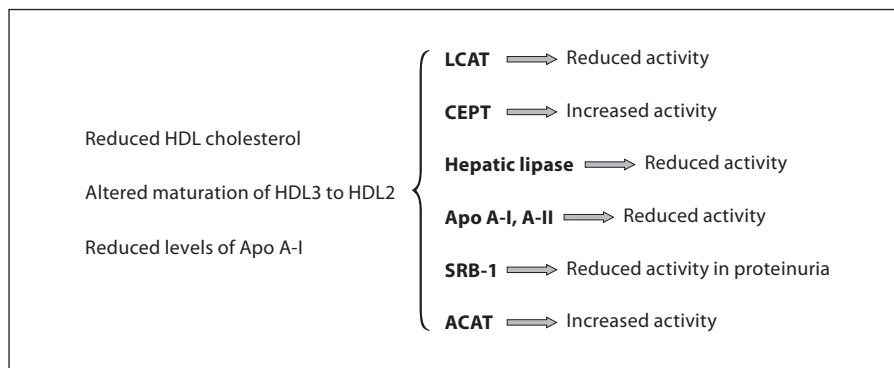 Reduced HDL cholesterol
Altered maturation of HDL3 to HDL2
Reduced levels of Apo A-I
LCAT Reduced activity
CEPT Increased activity
Hepatic lipase Reduced activity
Apo A-I, A-II Reduced activity
SRB-1 Reduced activity in proteinuria
ACAT Increased activity